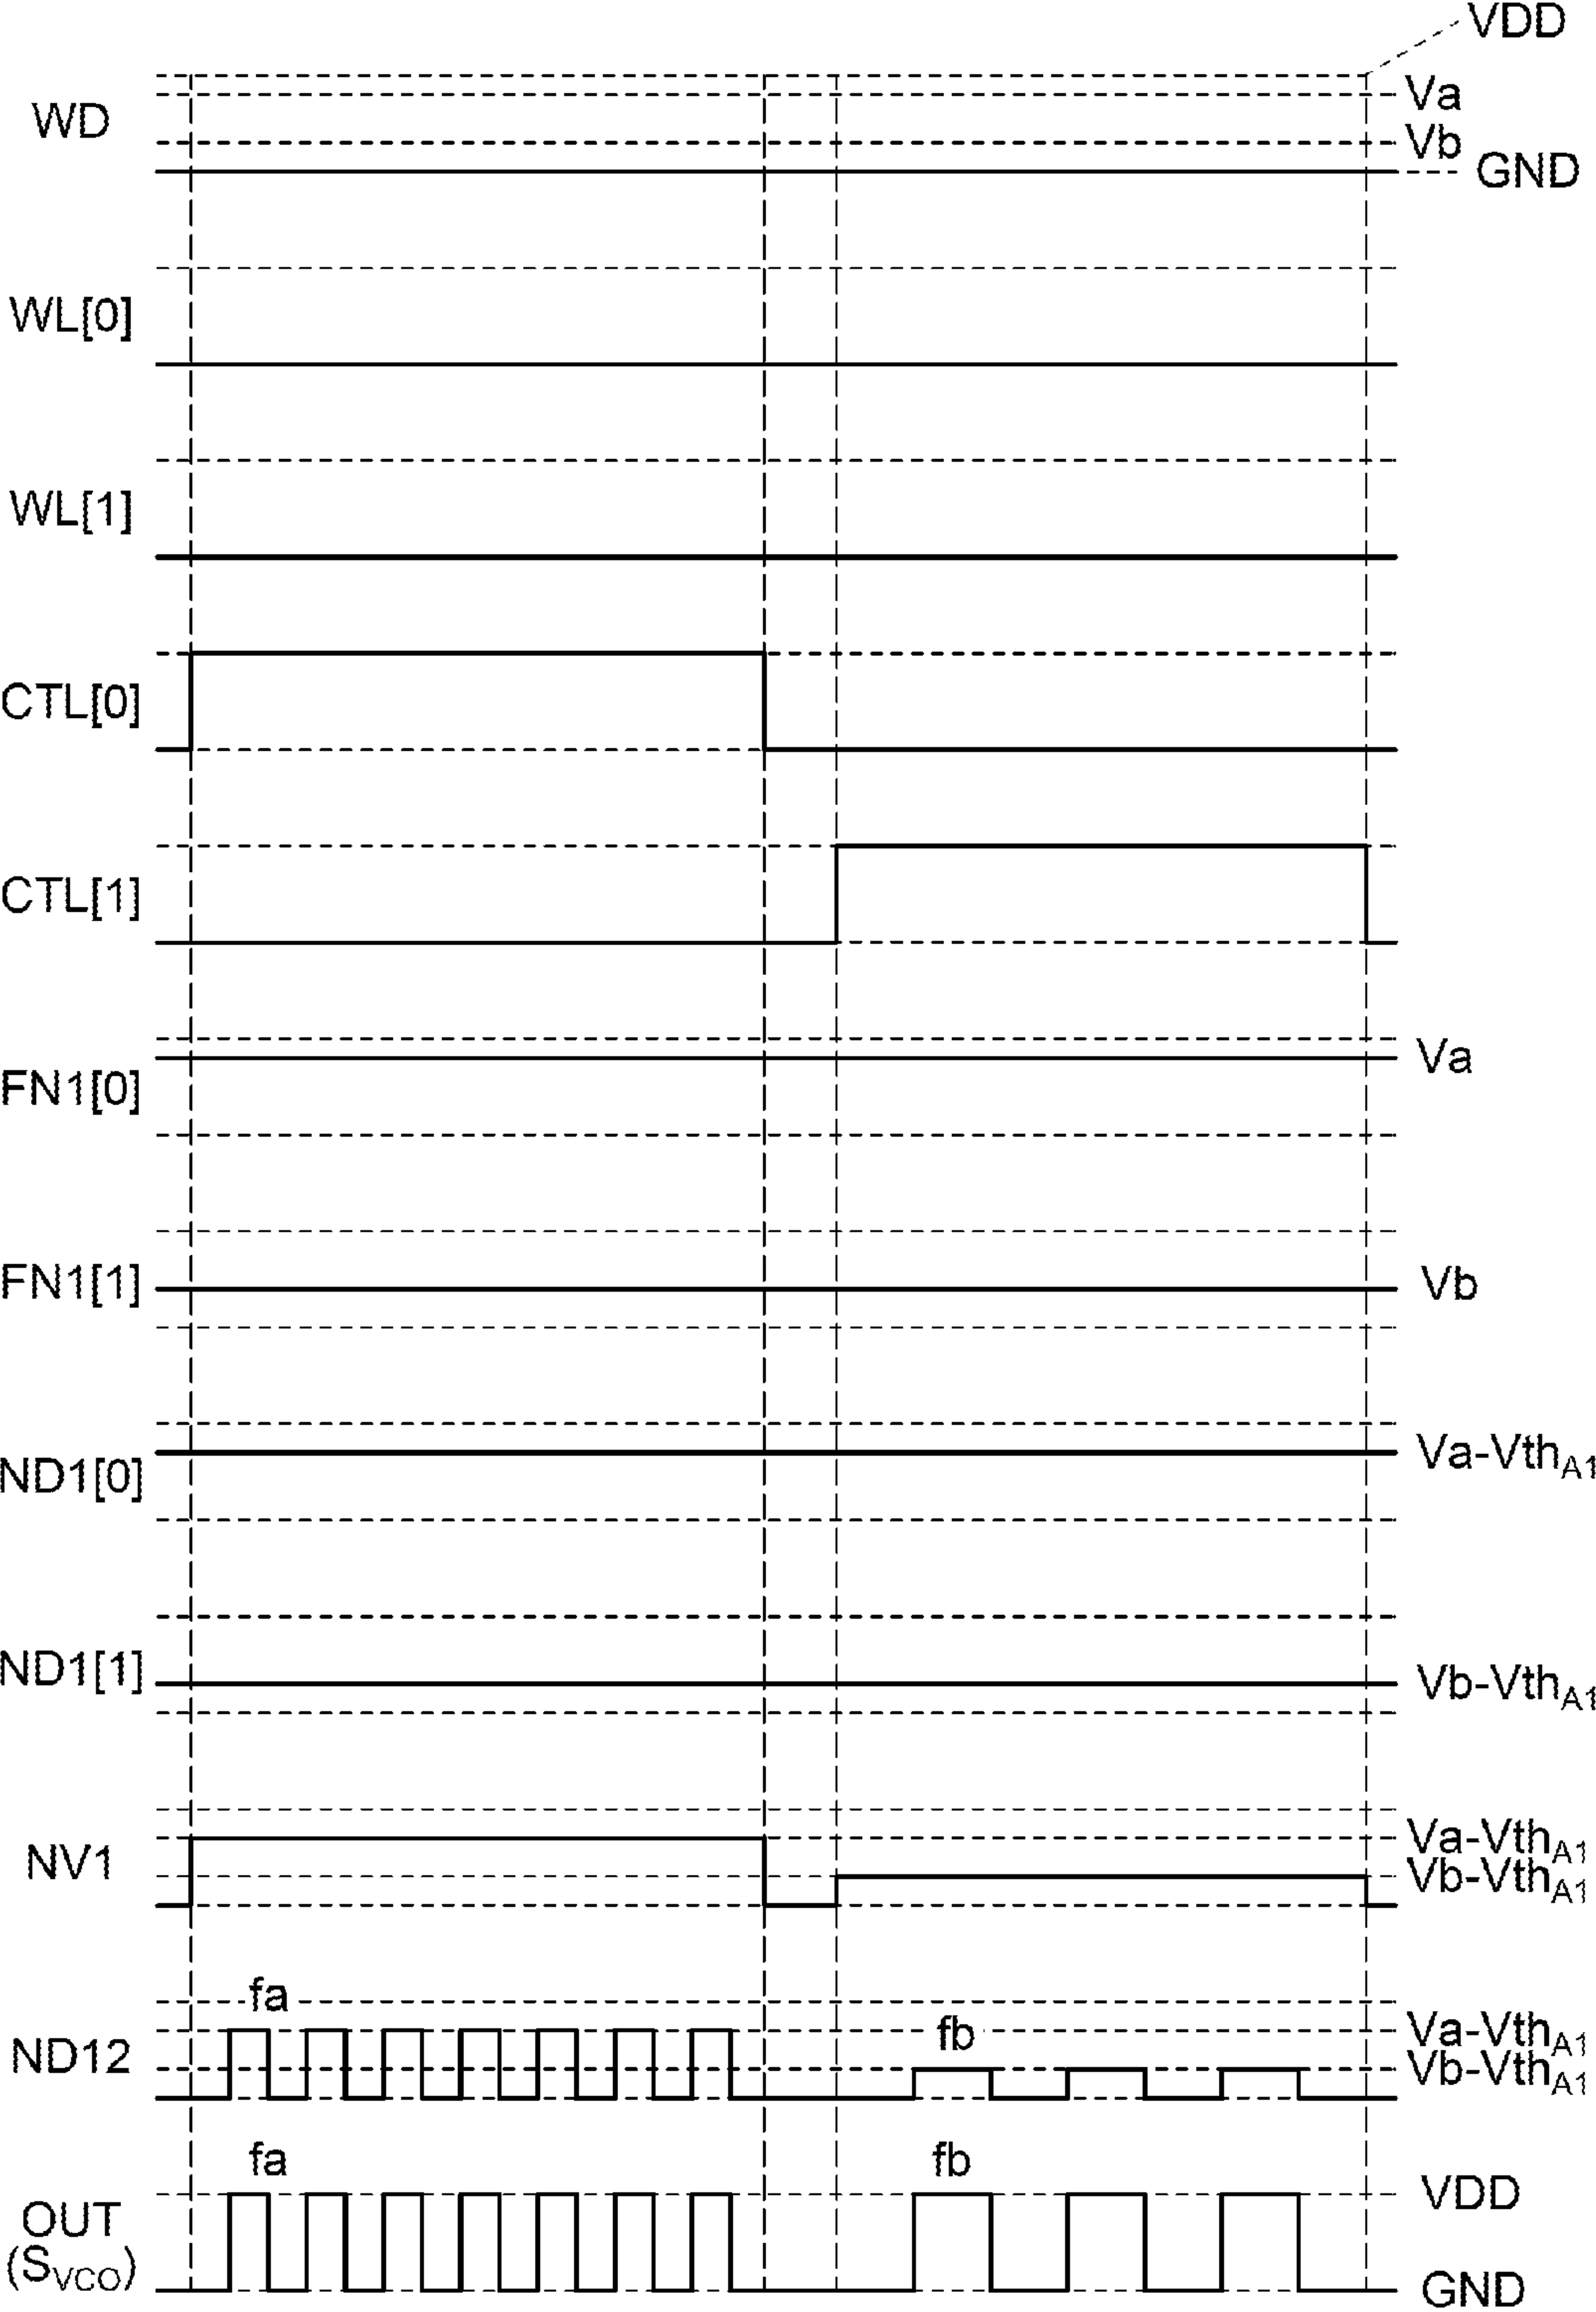 VDD
WD
Va
Vb
GND
WL[0]
WL[1]
CTL[0]
CTL[1]
FN1[0]
Va
FN1[1]
Vb
ND1[0]
Va-VthA1
ND1[1]
Vb-VthA1
NV1
Va-VthA1
Vb-VthA1
fa
fb
ND12
Va-VthA1
Vb-VthA1
fa
fb
OUT
(SVCO)
VDD
GND